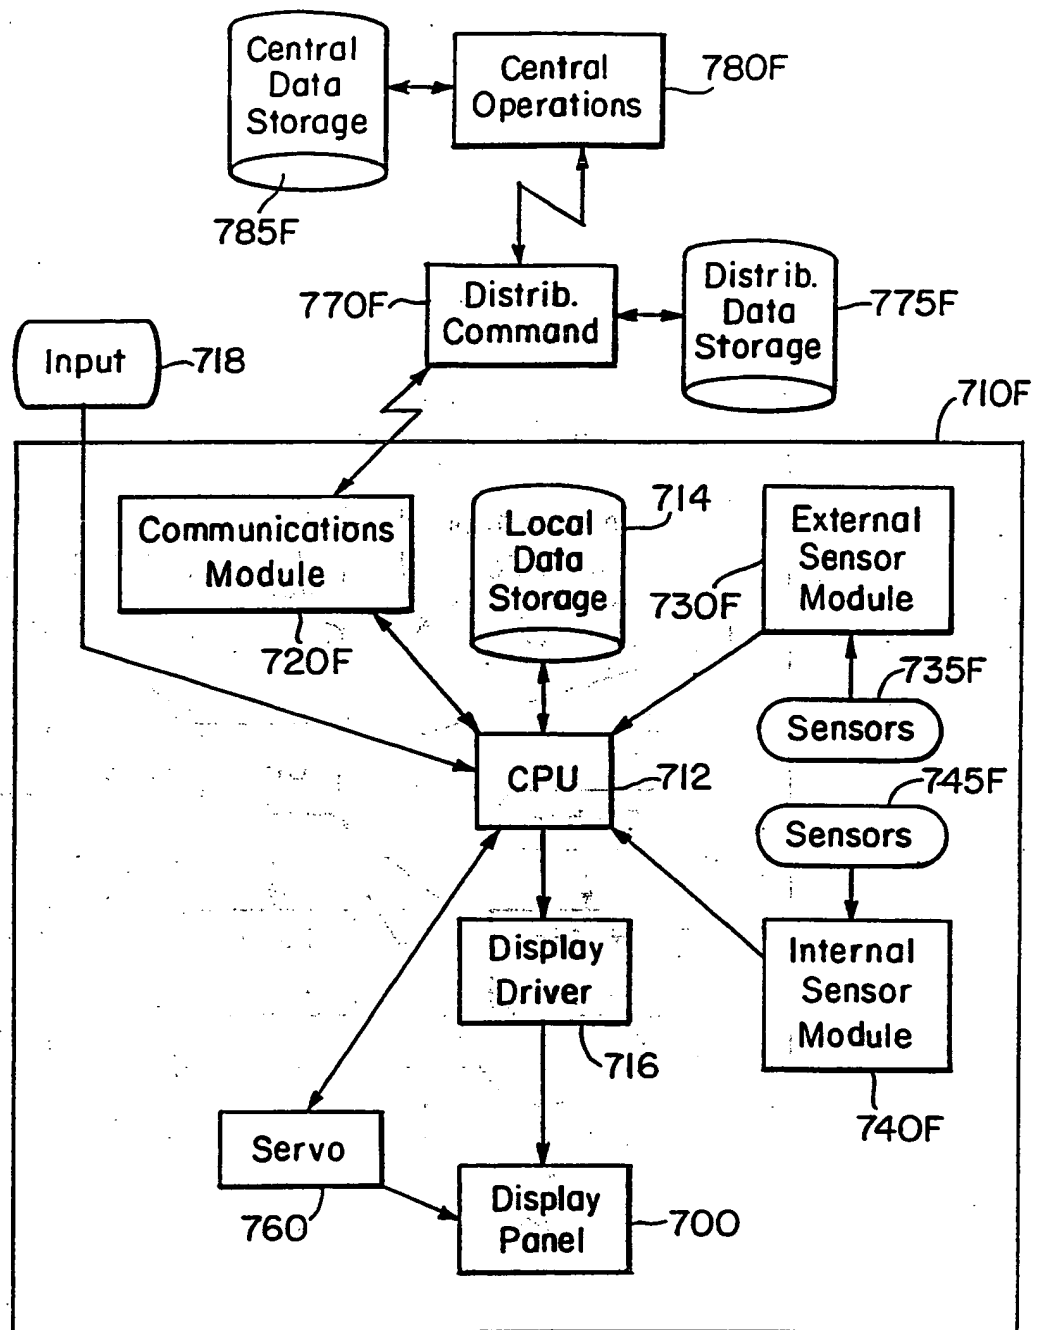 Central
Data
Storage
785F
Central
Operations
780F
770F
Distrib.
Command
Distrib.
Data
Storage
775F
Input
718
710F
Communications
Module
720F
Local
Data
Storage
714
External
Sensor
Module
730F
735F
Sensors
CPU
712
745F
Sensors
Display
Driver
716
Internal
Sensor
Module
740F
Servo
760
Display
Panel
700